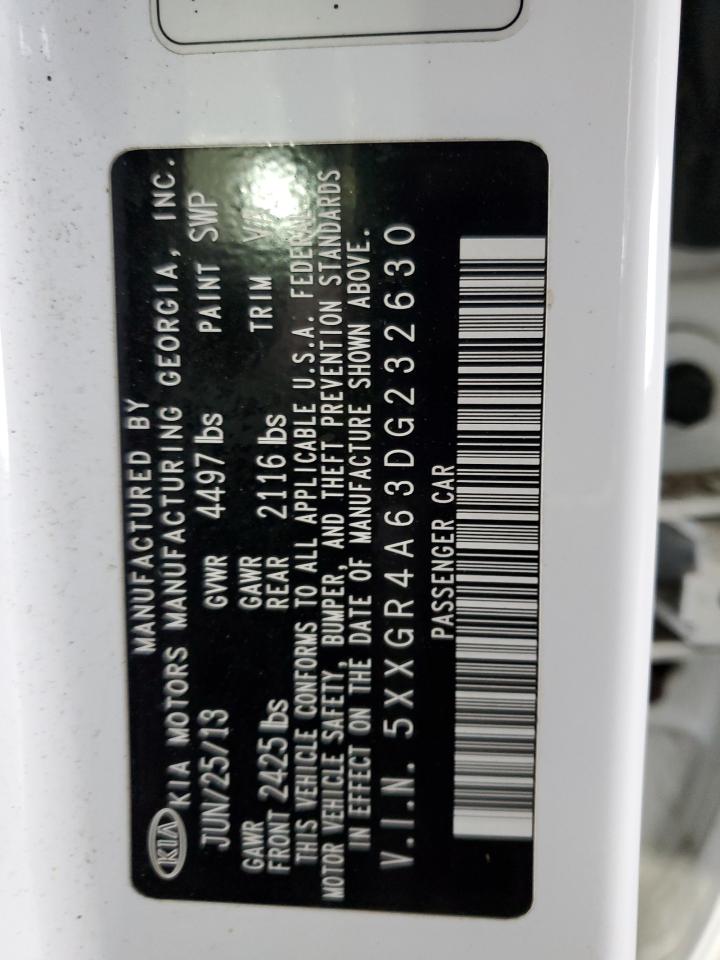 MANUFACTURED BY
KIA KIA MOTORS MANUFACTURING GEORGIA, INC.
JUN/25/13 GVWR 4497 lbs PAINT SWP
GAWR GAWR
FRONT 2425 lbs REAR 2116 lbs TRIM
THIS VEHICLE CONFORMS TO ALL APPLICABLE U.S.A. FEDERAL
MOTOR VEHICLE SAFETY, BUMPER, AND THEFT PREVENTION STANDARDS
IN EFFECT ON THE DATE OF MANUFACTURE SHOWN ABOVE.
V.I.N. 5XXGR4A63DG232630
PASSENGER CAR